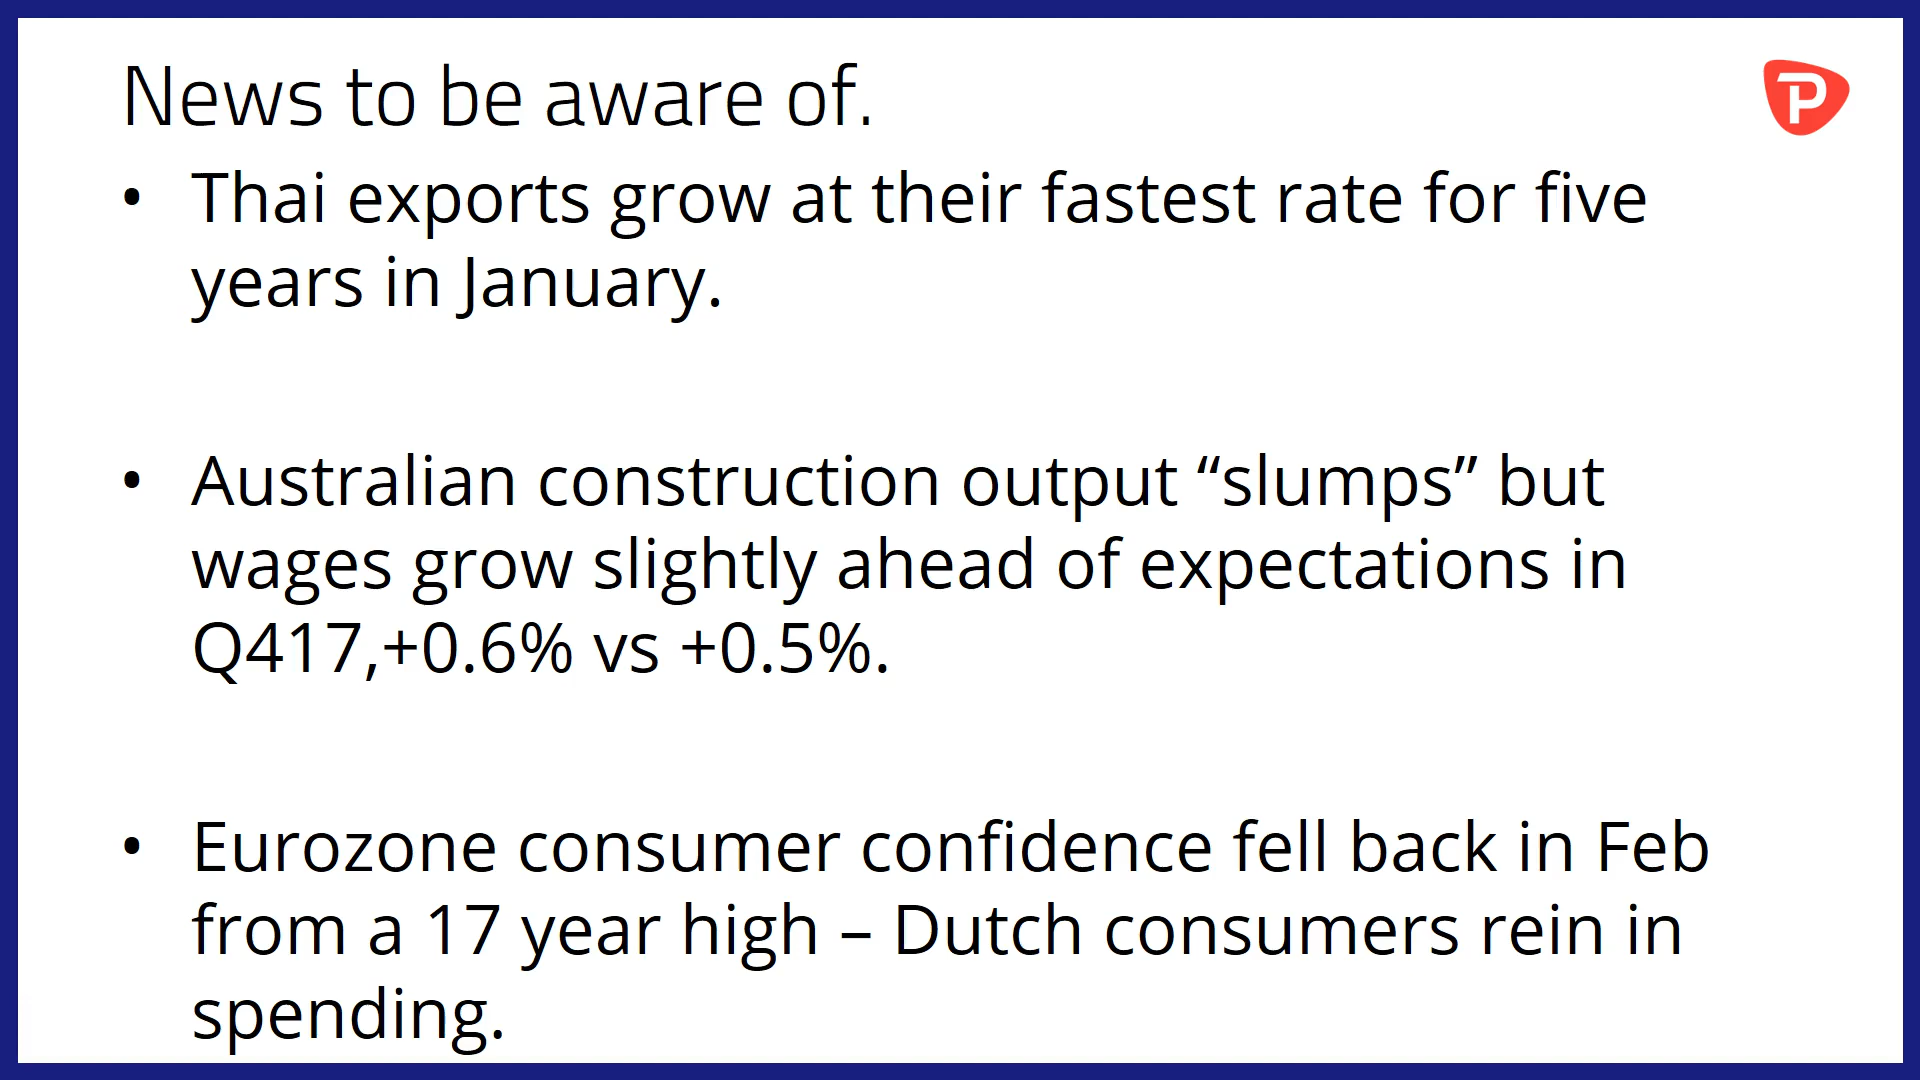 News to be aware of.
• Thai exports grow at their fastest rate for five
years in January.
• Australian construction output “slumps” but
wages grow slightly ahead of expectations in
Q417,+0.6% vs +0.5%.
• Eurozone consumer confidence fell back in Feb
from a 17 year high – Dutch consumers rein in
spending.